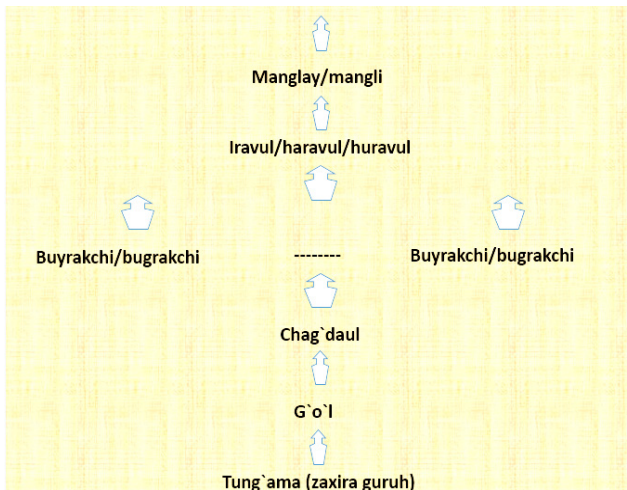 Manglay/mangli
Iravul/haravul/huravul
Buyrakchi/bugrakchi -------- Buyrakchi/bugrakchi
Chag`daul
G`o`l
Tung`ama (zaxira guruh)